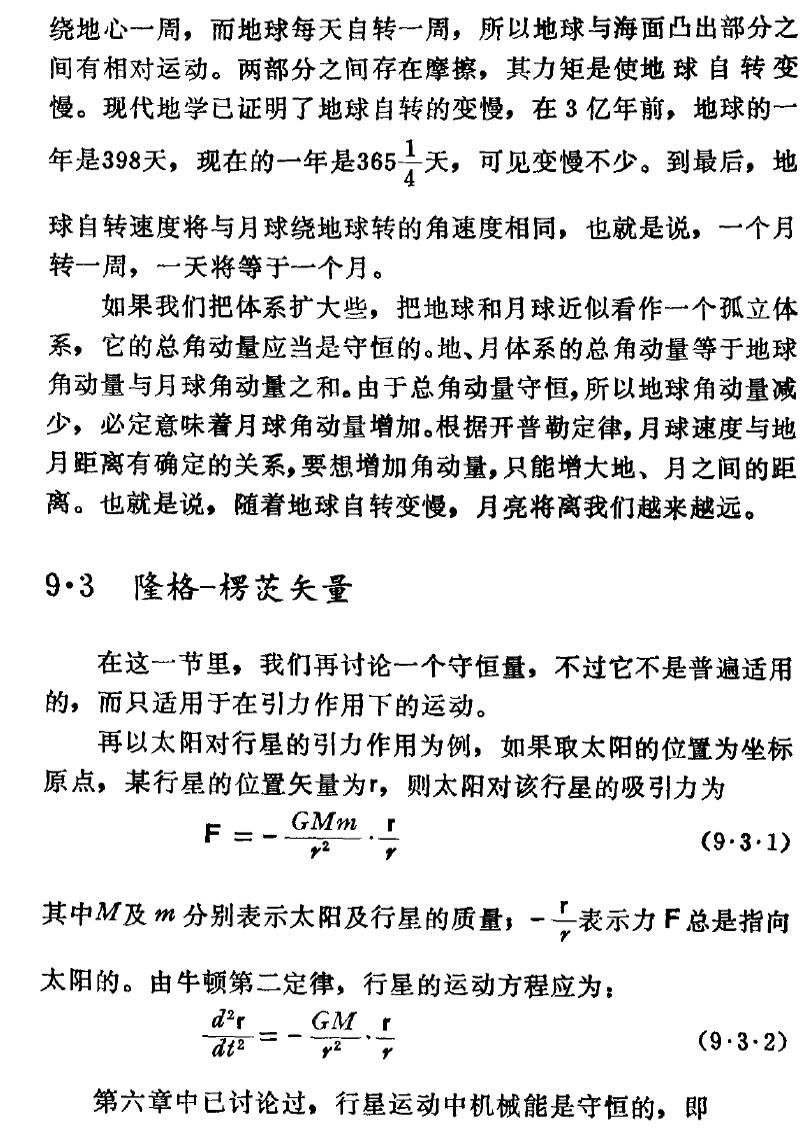 绕地心一周，而地球每天自转一周，所以地球与海面凸出部分之
间有相对运动。两部分之间存在摩擦，其力矩是使地球自转变
慢。现代地学已证明了地球自转的变慢，在3亿年前，地球的一
年是398天，现在的一年是365 1/4 天，可见变慢不少。到最后，地
球自转速度将与月球绕地球转的角速度相同，也就是说，一个月
转一周，一天将等于一个月。
如果我们把体系扩大些，把地球和月球近似看作一个孤立体
系，它的总角动量应当是守恒的。地、月体系的总角动量等于地球
角动量与月球角动量之和。由于总角动量守恒，所以地球角动量减
少，必定意味着月球角动量增加。根据开普勒定律，月球速度与地
月距离有确定的关系，要想增加角动量，只能增大地、月之间的距
离。也就是说，随着地球自转变慢，月亮将离我们越来越远。
9·3 隆格-楞茨矢量
在这一节里，我们再讨论一个守恒量，不过它不是普遍适用
的，而只适用于在引力作用下的运动。
再以太阳对行星的引力作用为例，如果取太阳的位置为坐标
原点，某行星的位置矢量为r，则太阳对该行星的吸引力为
F = - GMm/r² · r/r (9·3·1)
其中M及m分别表示太阳及行星的质量；- r/r 表示力F总是指向
太阳的。由牛顿第二定律，行星的运动方程应为：
d²r/dt² = - GM/r² · r/r (9·3·2)
第六章中已讨论过，行星运动中机械能是守恒的，即